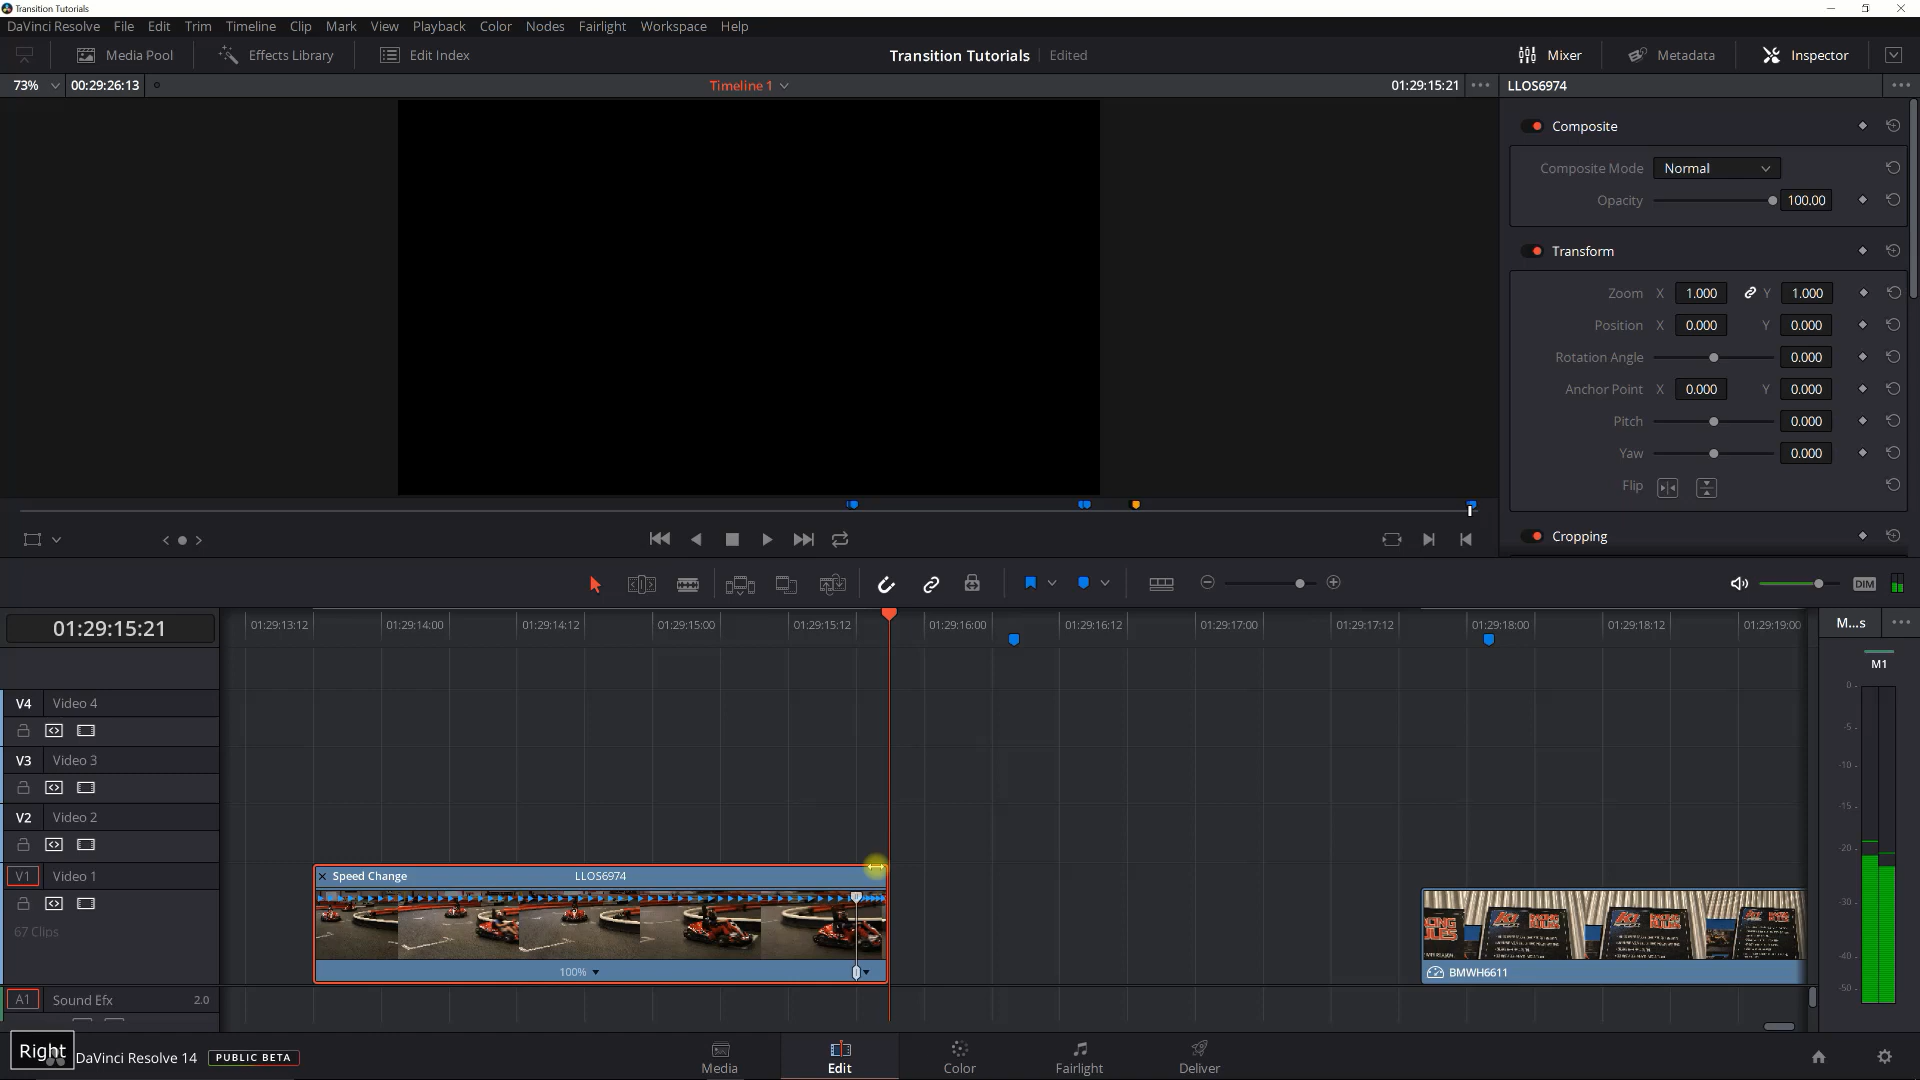 Transition Tutorials
DaVinci Resolve File Edit Trim Timeline Clip Mark View Playback Color Nodes Fairlight Workspace Help
Media Pool Effects Library Edit Index Transition Tutorials Edited Mixer Metadata Inspector
73% 00:29:26:13 Timeline 1 01:29:15:21 LLOS6974
Composite
Composite Mode Normal
Opacity 100.00
Transform
Zoom X 1.000 Y 1.000
Position X 0.000 Y 0.000
Rotation Angle 0.000
Anchor Point X 0.000 Y 0.000
Pitch 0.000
Yaw 0.000
Flip
Cropping
DIM
01:29:15:21 01:29:13:12 01:29:14:00 01:29:14:12 01:29:15:00 01:29:15:12 01:29:16:00 01:29:16:12 01:29:17:00 01:29:17:12 01:29:18:00 01:29:18:12 01:29:19:00 M...s
M1
0
-5
-10
-15
-20
-30
-40
-50
V4 Video 4
V3 Video 3
V2 Video 2
V1 Video 1
67 Clips
Speed Change LLOS6974
100%
BMWH6611
A1 Sound Efx 2.0
Right DaVinci Resolve 14 PUBLIC BETA
Media Edit Color Fairlight Deliver